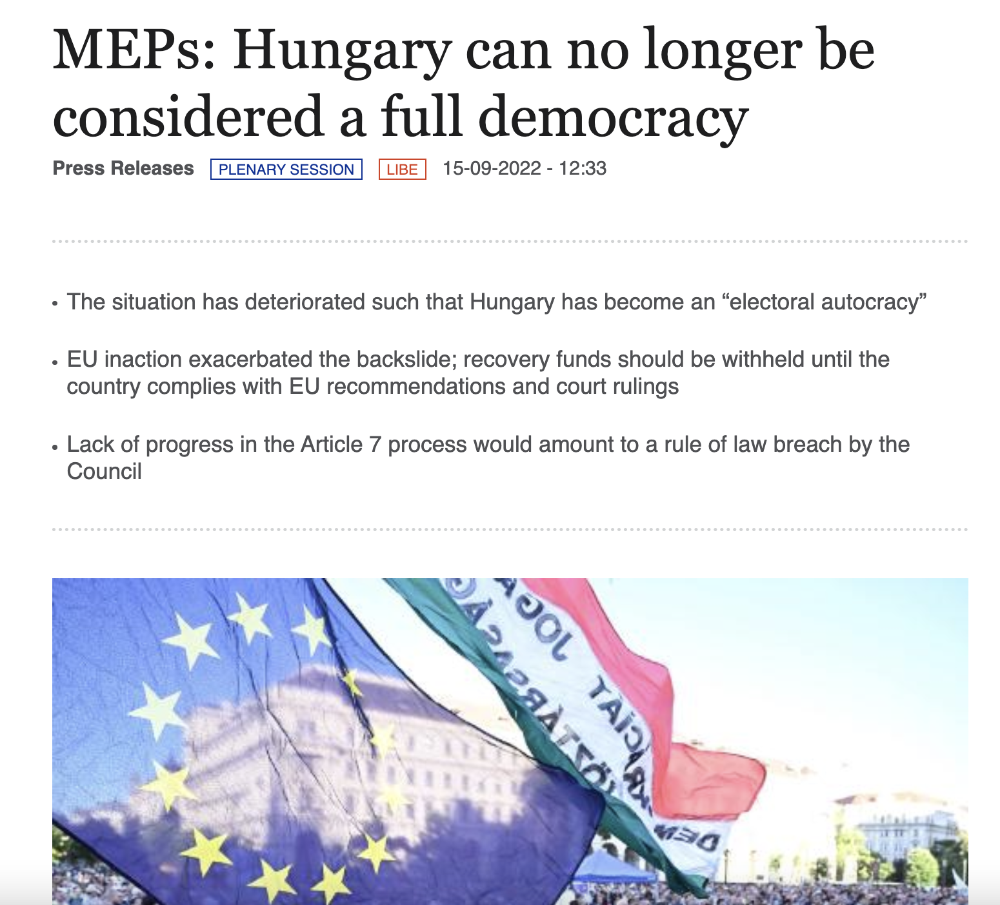 MEPs: Hungary can no longer be
considered a full democracy
Press Releases PLENARY SESSION LIBE 15-09-2022 - 12:33
• The situation has deteriorated such that Hungary has become an “electoral autocracy”
• EU inaction exacerbated the backslide; recovery funds should be withheld until the
country complies with EU recommendations and court rulings
• Lack of progress in the Article 7 process would amount to a rule of law breach by the
Council
JOGÁ
KÖZTÁRSASÁG
DEM